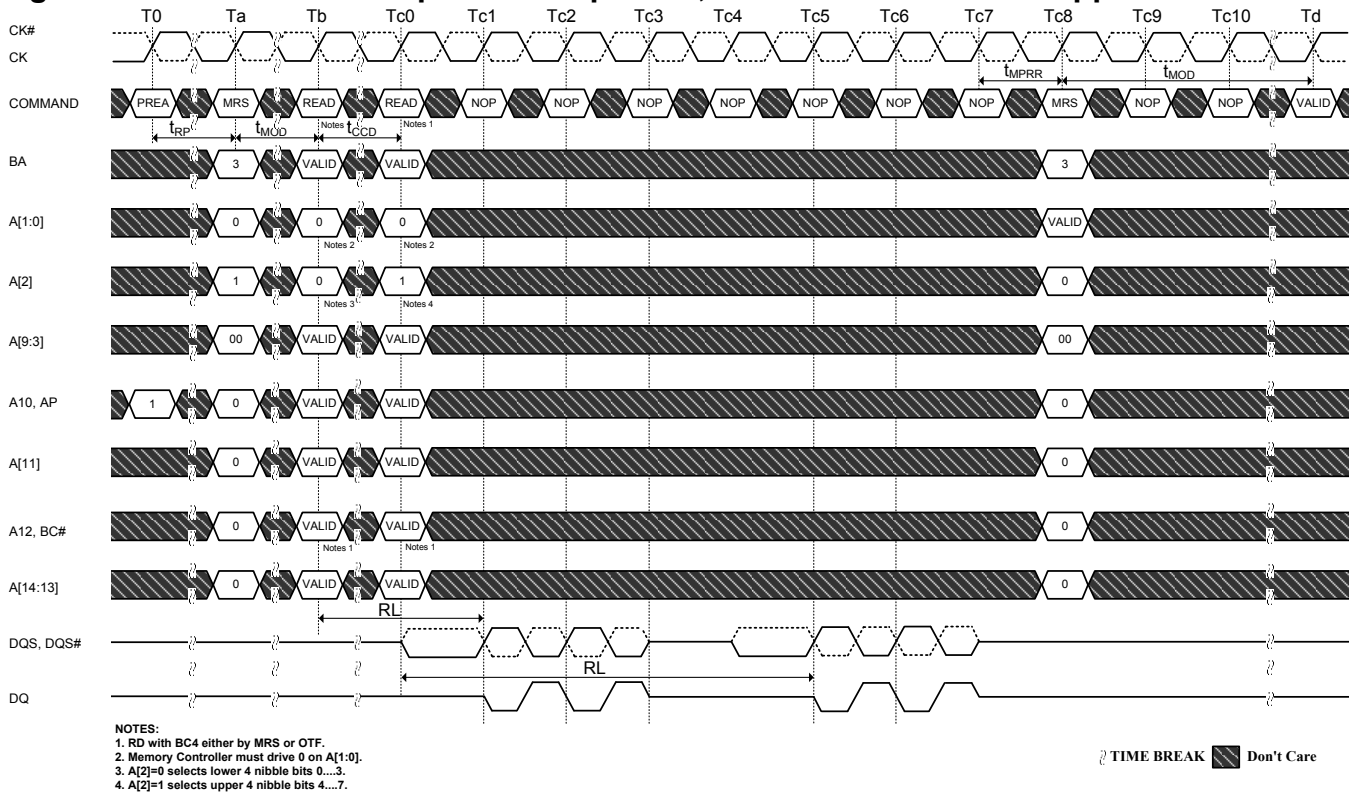 T0 Ta Tb Tc0 Tc1 Tc2 Tc3 Tc4 Tc5 Tc6 Tc7 Tc8 Tc9 Tc10 Td
CK#
CK
tMPRR tMOD
COMMAND PREA MRS READ READ NOP NOP NOP NOP NOP NOP NOP MRS NOP NOP VALID
Notes 1 Notes 1
tRP tMOD tCCD
BA 3 VALID VALID 3
A[1:0] 0 0 0 VALID
Notes 2 Notes 2
A[2] 1 0 1 0
Notes 3 Notes 4
A[9:3] 00 VALID VALID 00
A10, AP 1 0 VALID VALID 0
A[11] 0 VALID VALID 0
A12, BC# 0 VALID VALID 0
Notes 1 Notes 1
A[14:13] 0 VALID VALID 0
RL
DQS, DQS#
RL
DQ
NOTES:
1. RD with BC4 either by MRS or OTF.
2. Memory Controller must drive 0 on A[1:0].
3. A[2]=0 selects lower 4 nibble bits 0....3.
4. A[2]=1 selects upper 4 nibble bits 4....7.
TIME BREAK Don't Care